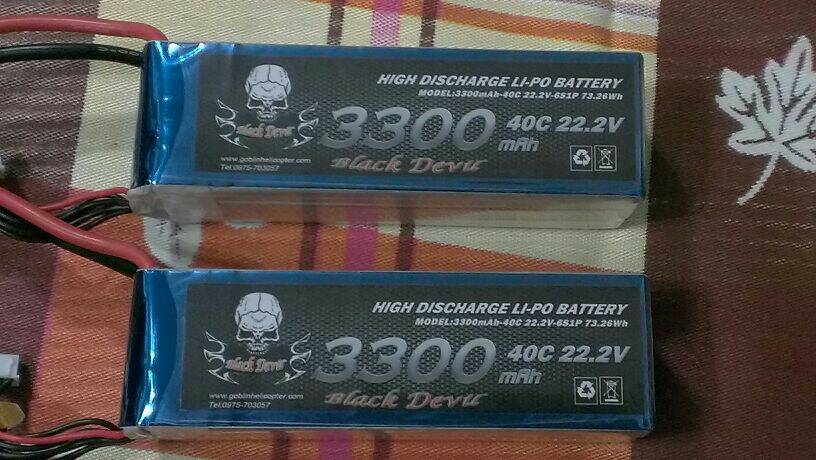 HIGH DISCHARGE LI-PO BATTERY
MODEL:3300mAh-40C 22.2V-6S1P 73.26Wh
Black Devil
3300 mAh 40C 22.2V
Black Devil
www.goblinhelicopter.com
Tel:0975-703057
HIGH DISCHARGE LI-PO BATTERY
MODEL:3300mAh-40C 22.2V-6S1P 73.26Wh
Black Devil
3300 mAh 40C 22.2V
Black Devil
www.goblinhelicopter.com
Tel:0975-703057